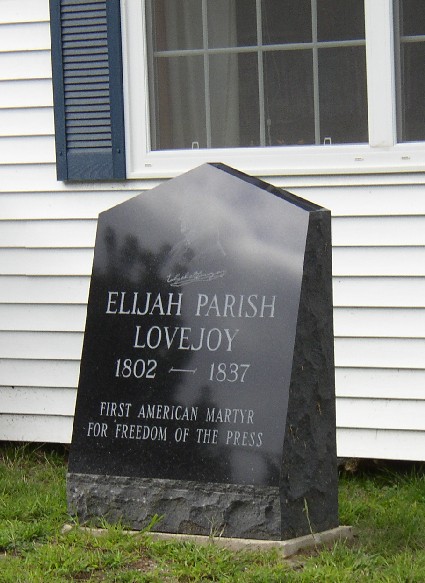 ELIJAH PARISH
LOVEJOY
1802 — 1837
FIRST AMERICAN MARTYR
FOR FREEDOM OF THE PRESS